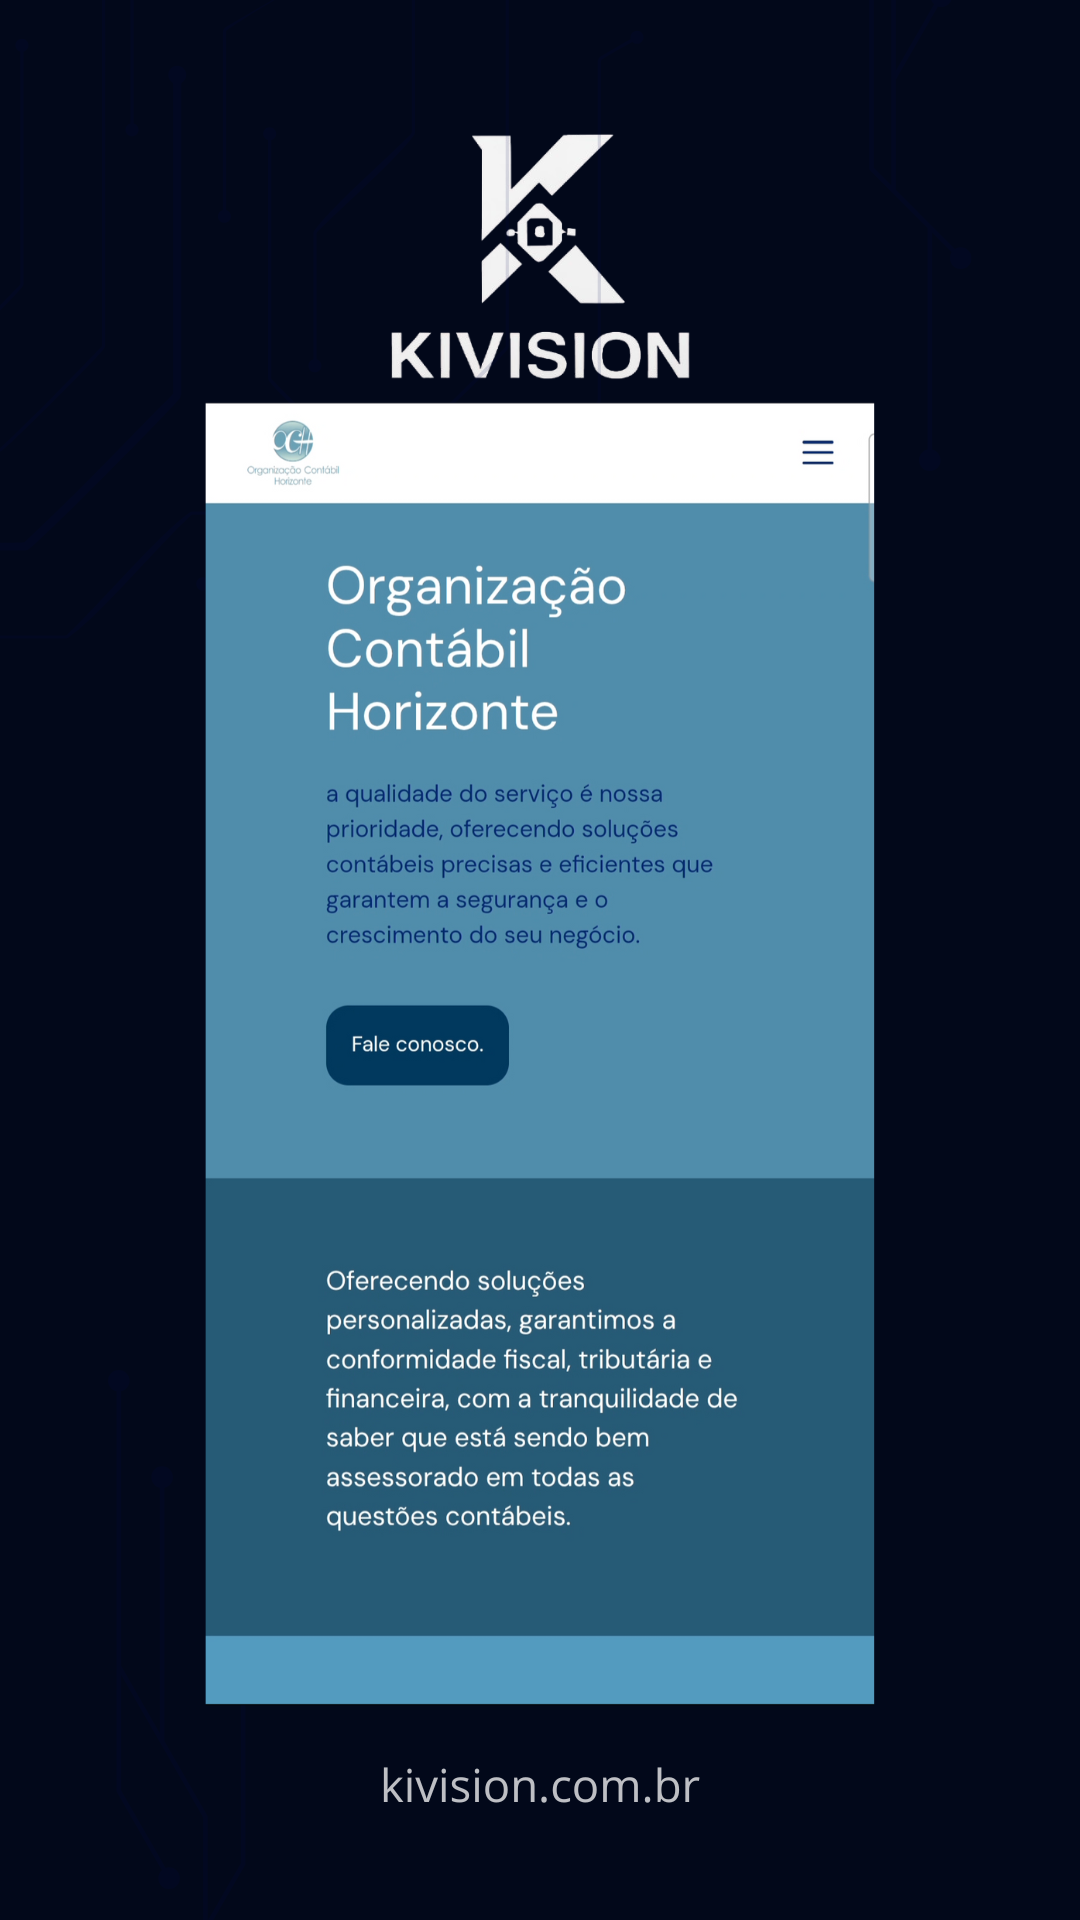 KIVISION
Organização Contábil
Horizonte
Organização
Contábil
Horizonte
a qualidade do serviço é nossa
prioridade, oferecendo soluções
contábeis precisas e eficientes que
garantem a segurança e o
crescimento do seu negócio.
Fale conosco.
Oferecendo soluções
personalizadas, garantimos a
conformidade fiscal, tributária e
financeira, com a tranquilidade de
saber que está sendo bem
assessorado em todas as
questões contábeis.
kivision.com.br